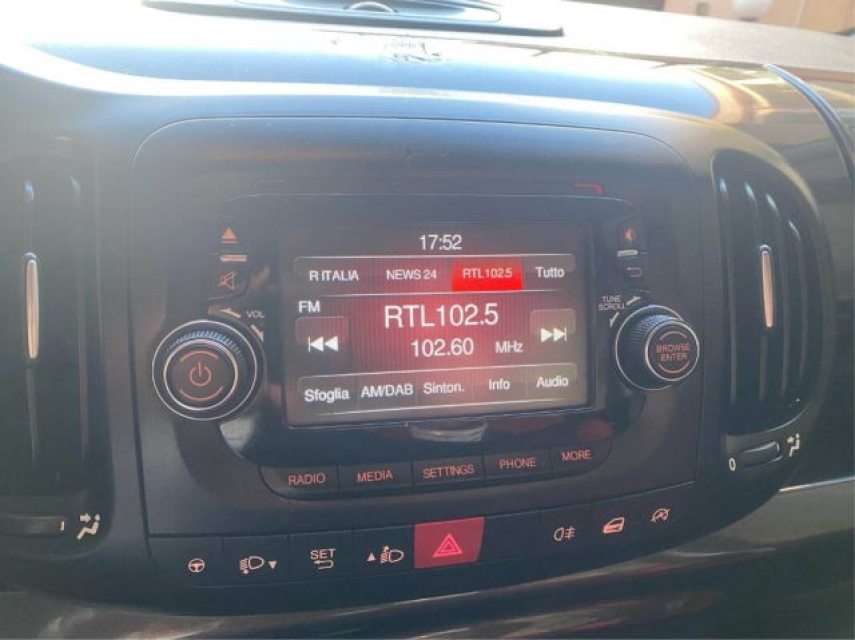 17:52
R ITALIA NEWS 24 RTL102.5 Tutto
FM
RTL102.5
102.60 MHz
Sfoglia AM/DAB Sinton. Info Audio
VOL
TUNE
SCROLL
BROWSE
ENTER
RADIO MEDIA SETTINGS PHONE MORE
0
SET